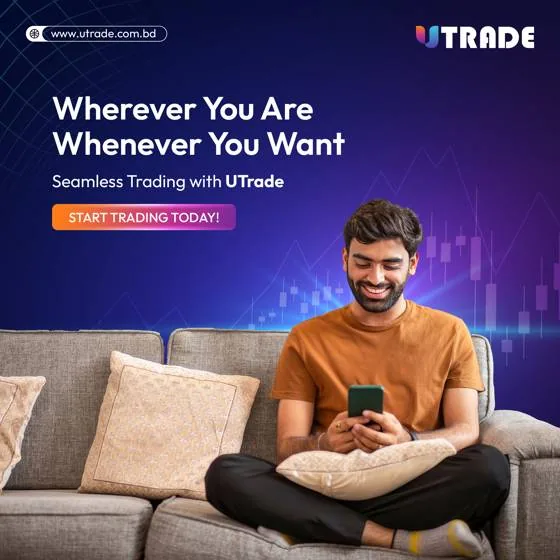 www.utrade.com.bd
UTRADE
Wherever You Are
Whenever You Want
Seamless Trading with UTrade
START TRADING TODAY!